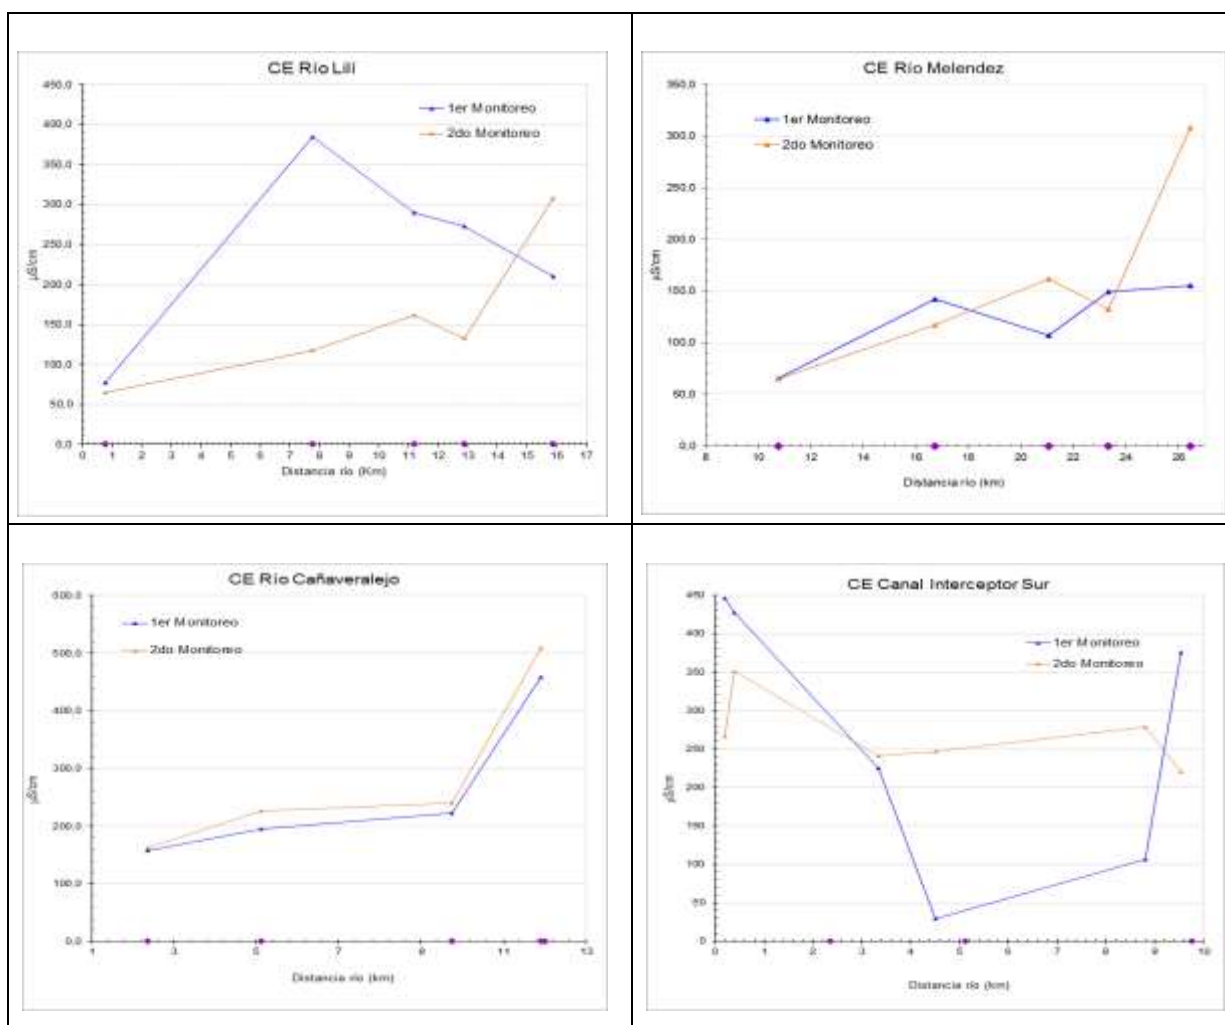 CE Río Lili
450,0
400,0
350,0
300,0
250,0
200,0
150,0
100,0
50,0
0,0
µS/cm
1er Monitoreo
2do Monitoreo
0 1 2 3 4 5 6 7 8 9 10 11 12 13 14 15 16 17
Distancia río (Km)
CE Río Melendez
350,0
300,0
250,0
200,0
150,0
100,0
50,0
0,0
µS/cm
1er Monitoreo
2do Monitoreo
8 10 12 14 16 18 20 22 24 26
Distancia río (km)
CE Río Cañaveralejo
600,0
500,0
400,0
300,0
200,0
100,0
0,0
µS/cm
1er Monitoreo
2do Monitoreo
1 3 5 7 9 11 13
Distancia río (km)
CE Canal Interceptor Sur
450
400
350
300
250
200
150
100
50
0
µS/cm
1er Monitoreo
2do Monitoreo
0 1 2 3 4 5 6 7 8 9 10
Distancia río (km)